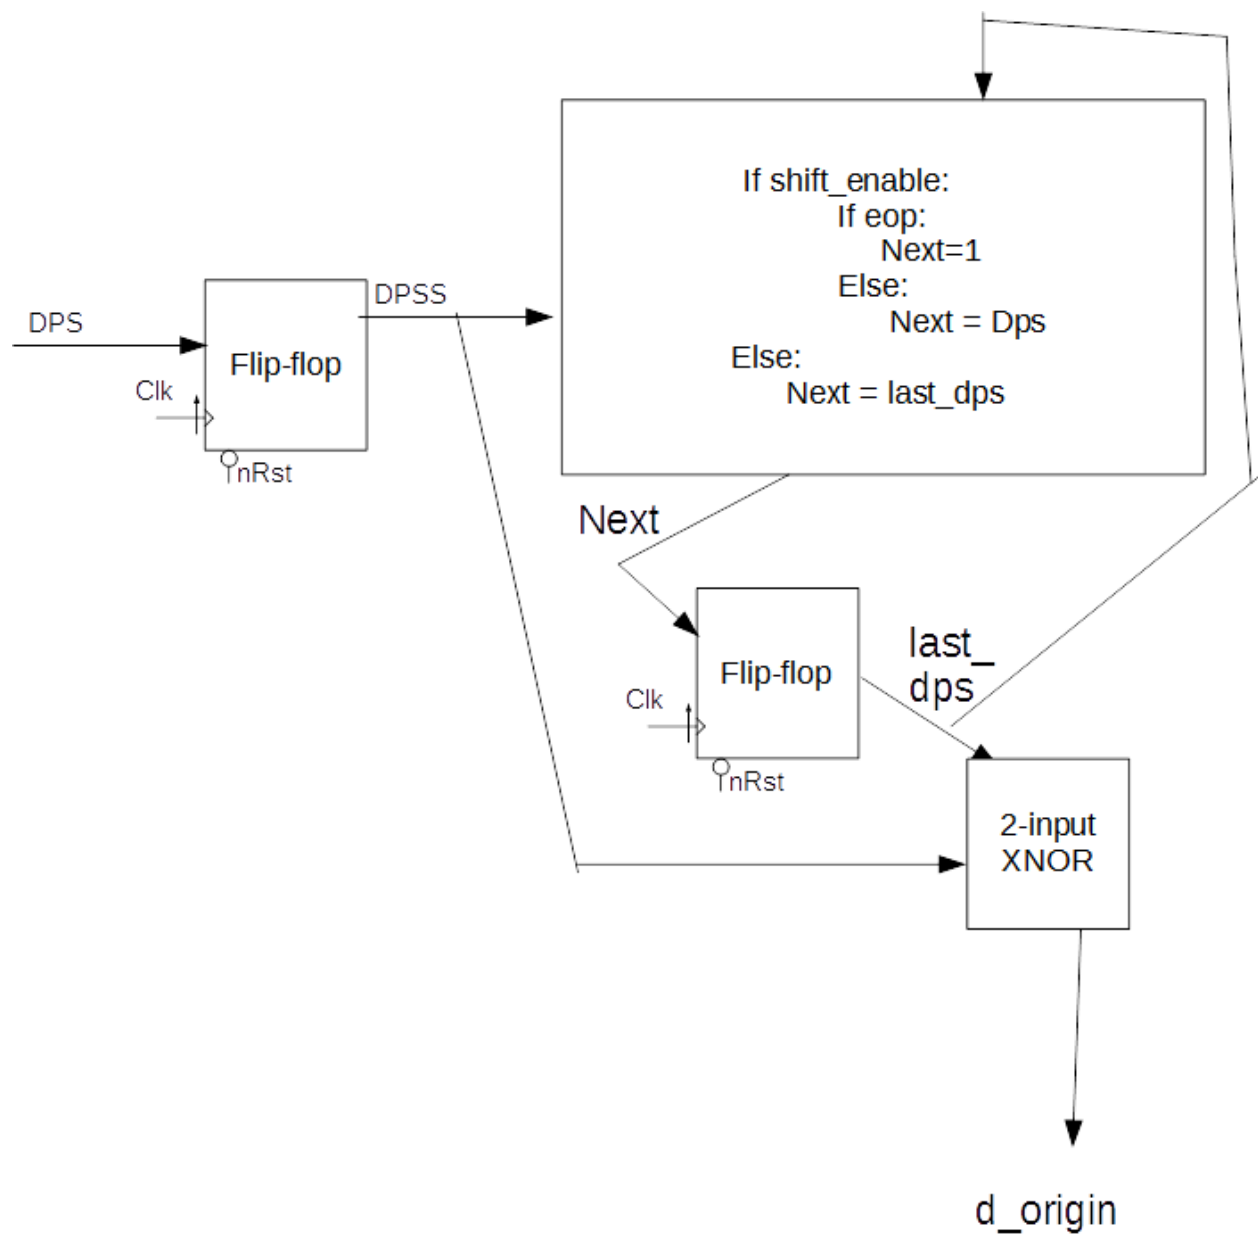 If shift_enable:
If eop:
Next=1
Else:
Next = Dps
Else:
Next = last_dps
DPS
DPSS
Flip-flop
Clk
nRst
Next
Flip-flop
Clk
nRst
last_
dps
2-input
XNOR
d_origin